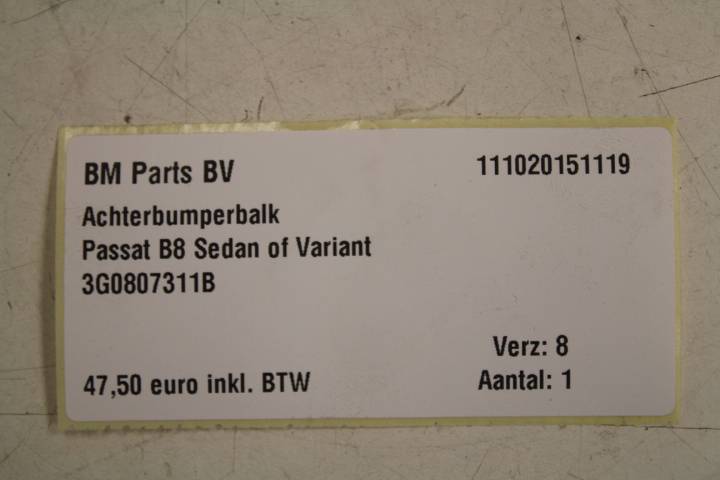 BM Parts BV
111020151119
Achterbumperbalk
Passat B8 Sedan of Variant
3G0807311B
Verz: 8
47,50 euro inkl. BTW
Aantal: 1